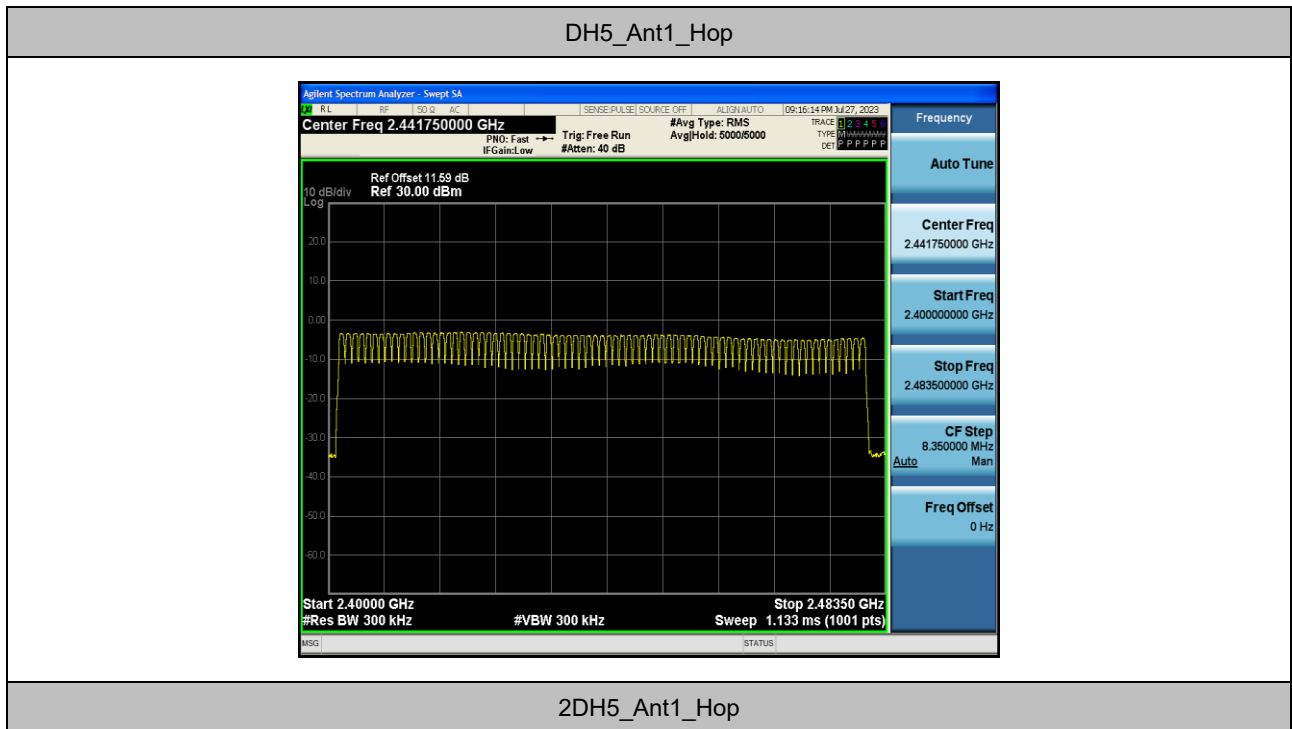 DH5_Ant1_Hop
Agilent Spectrum Analyzer - Swept SA
RL RF 50 Ω AC SENSE:PULSE SOURCE OFF ALIGN AUTO 09:16:14 PM Jul 27, 2023
Center Freq 2.441750000 GHz #Avg Type: RMS TRACE 1 2 3 4 5 6
PNO: Fast Trig: Free Run Avg|Hold: 5000/5000 TYPE M
IFGain:Low #Atten: 40 dB DET P P P P P P
Frequency
Auto Tune
Ref Offset 11.59 dB
10 dB/div Ref 30.00 dBm
Log
20.0
10.0
0.00
-10.0
-20.0
-30.0
-40.0
-50.0
-60.0
Center Freq
2.441750000 GHz
Start Freq
2.400000000 GHz
Stop Freq
2.483500000 GHz
CF Step
8.350000 MHz
Auto Man
Freq Offset
0 Hz
Start 2.40000 GHz Stop 2.48350 GHz
#Res BW 300 kHz #VBW 300 kHz Sweep 1.133 ms (1001 pts)
MSG STATUS
2DH5_Ant1_Hop